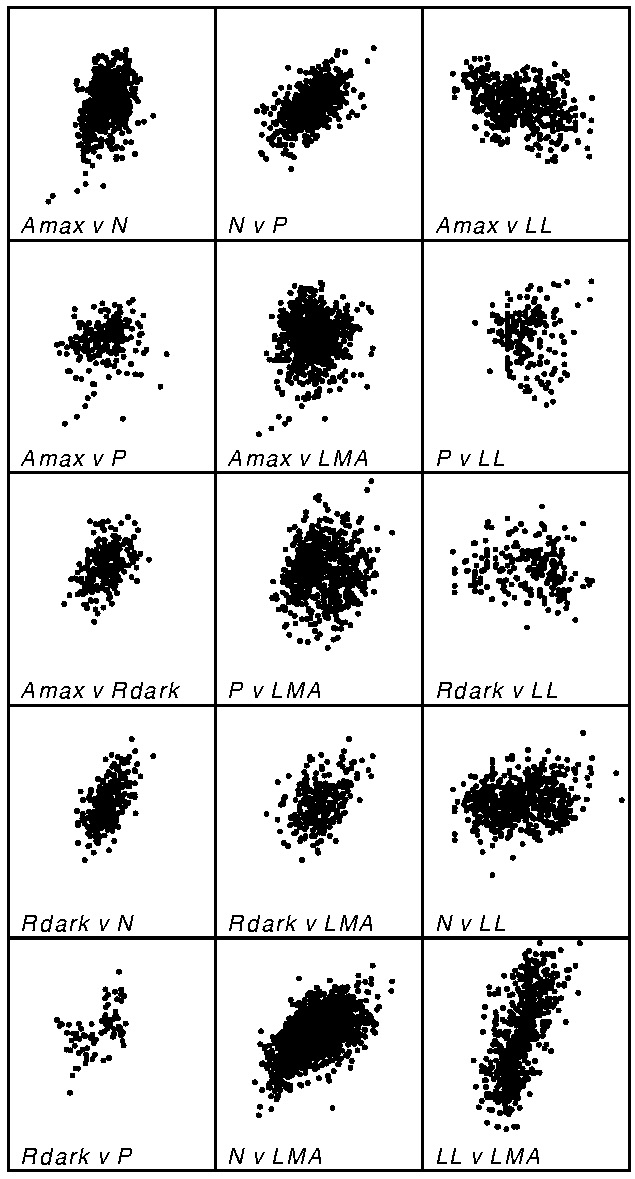 Amax v N
N v P
Amax v LL
Amax v P
Amax v LMA
P v LL
Amax v Rdark
P v LMA
Rdark v LL
Rdark v N
Rdark v LMA
N v LL
Rdark v P
N v LMA
LL v LMA